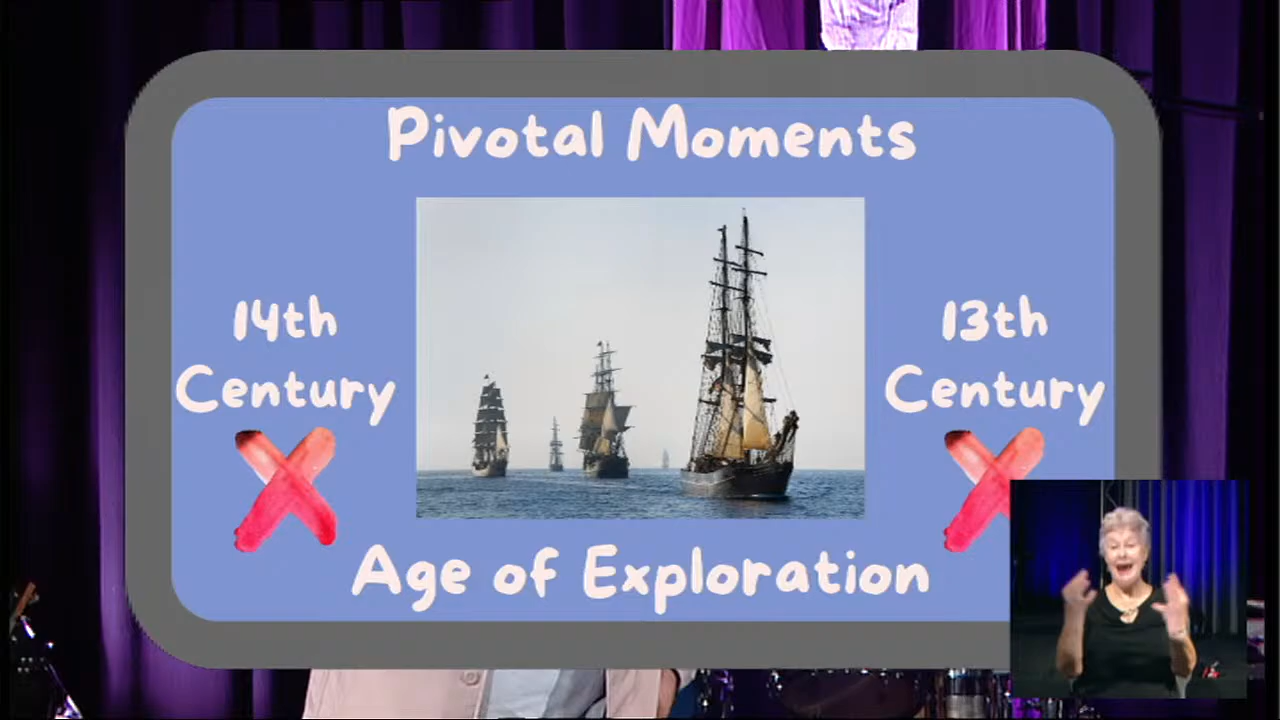 Pivotal Moments
14th
Century
13th
Century
Age of Exploration